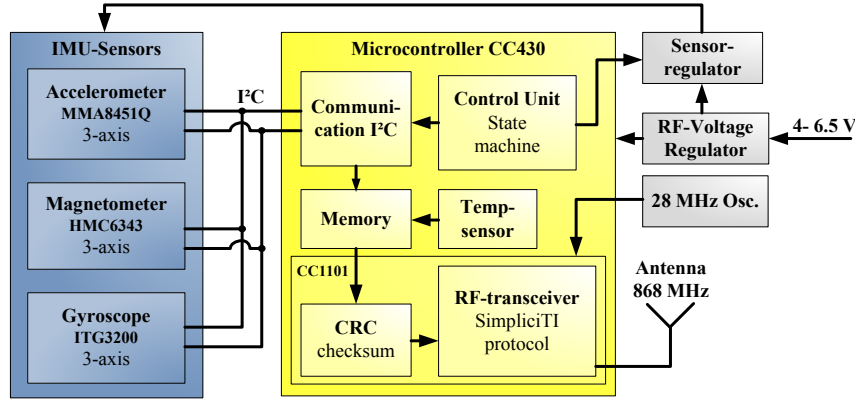 IMU-Sensors
Accelerometer
MMA8451Q
3-axis
Magnetometer
HMC6343
3-axis
Gyroscope
ITG3200
3-axis
I²C
Microcontroller CC430
Communi-
cation I²C
Control Unit
State
machine
Memory
Temp-
sensor
CC1101
CRC
checksum
RF-transceiver
SimpliciTI
protocol
Sensor-
regulator
RF-Voltage
Regulator
4- 6.5 V
28 MHz Osc.
Antenna
868 MHz